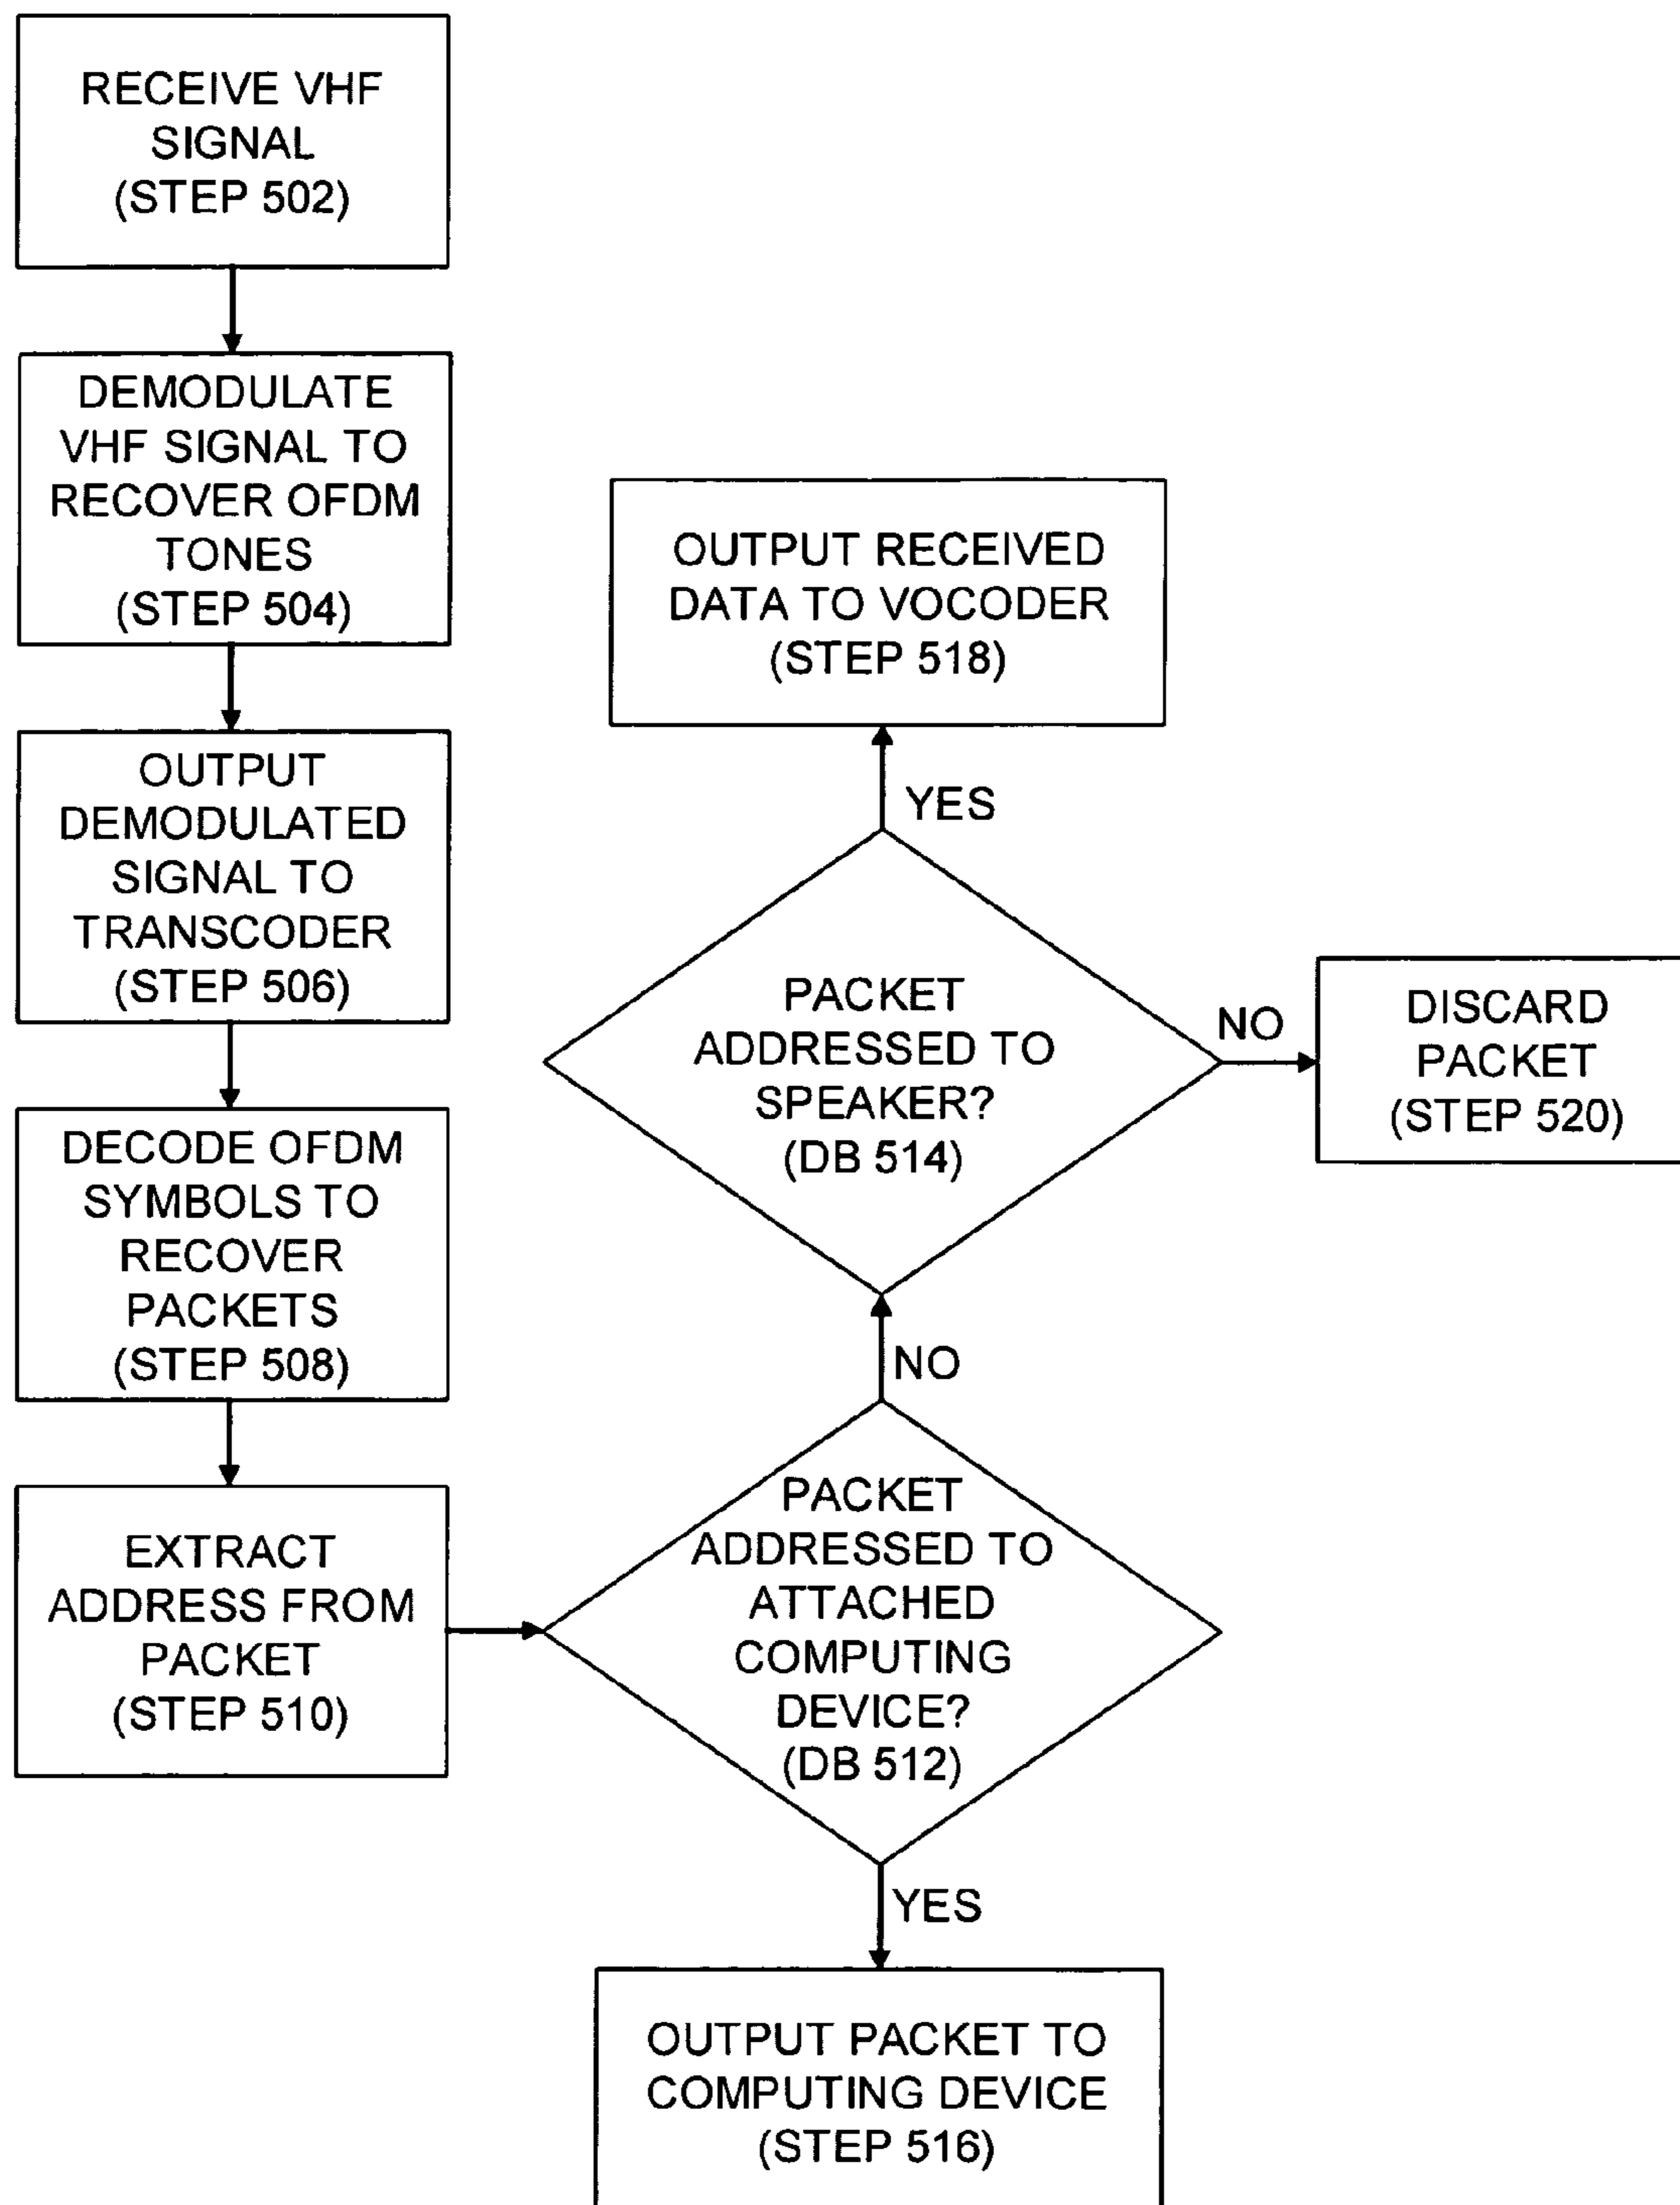 RECEIVE VHF
SIGNAL
(STEP 502)
DEMODULATE
VHF SIGNAL TO
RECOVER OFDM
TONES
(STEP 504)
OUTPUT
DEMODULATED
SIGNAL TO
TRANSCODER
(STEP 506)
DECODE OFDM
SYMBOLS TO
RECOVER
PACKETS
(STEP 508)
EXTRACT
ADDRESS FROM
PACKET
(STEP 510)
PACKET
ADDRESSED TO
ATTACHED
COMPUTING
DEVICE?
(DB 512)
YES
OUTPUT PACKET TO
COMPUTING DEVICE
(STEP 516)
NO
PACKET
ADDRESSED TO
SPEAKER?
(DB 514)
YES
OUTPUT RECEIVED
DATA TO VOCODER
(STEP 518)
NO
DISCARD
PACKET
(STEP 520)